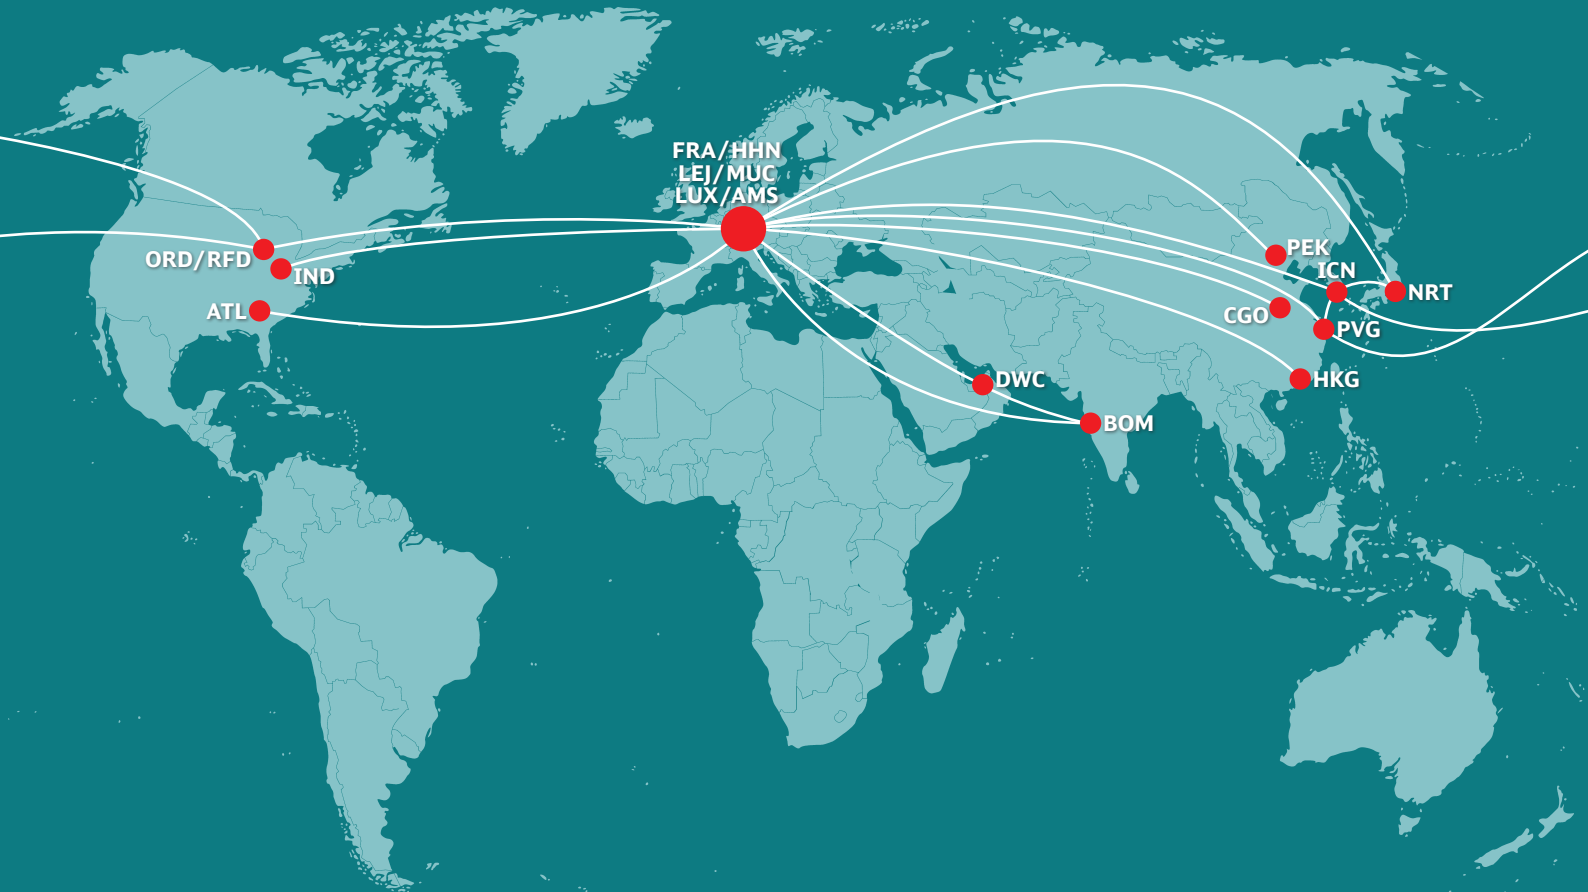 FRA/HHN
LEJ/MUC
LUX/AMS
ORD/RFD
IND
ATL
PEK
ICN
NRT
CGO
PVG
HKG
DWC
BOM